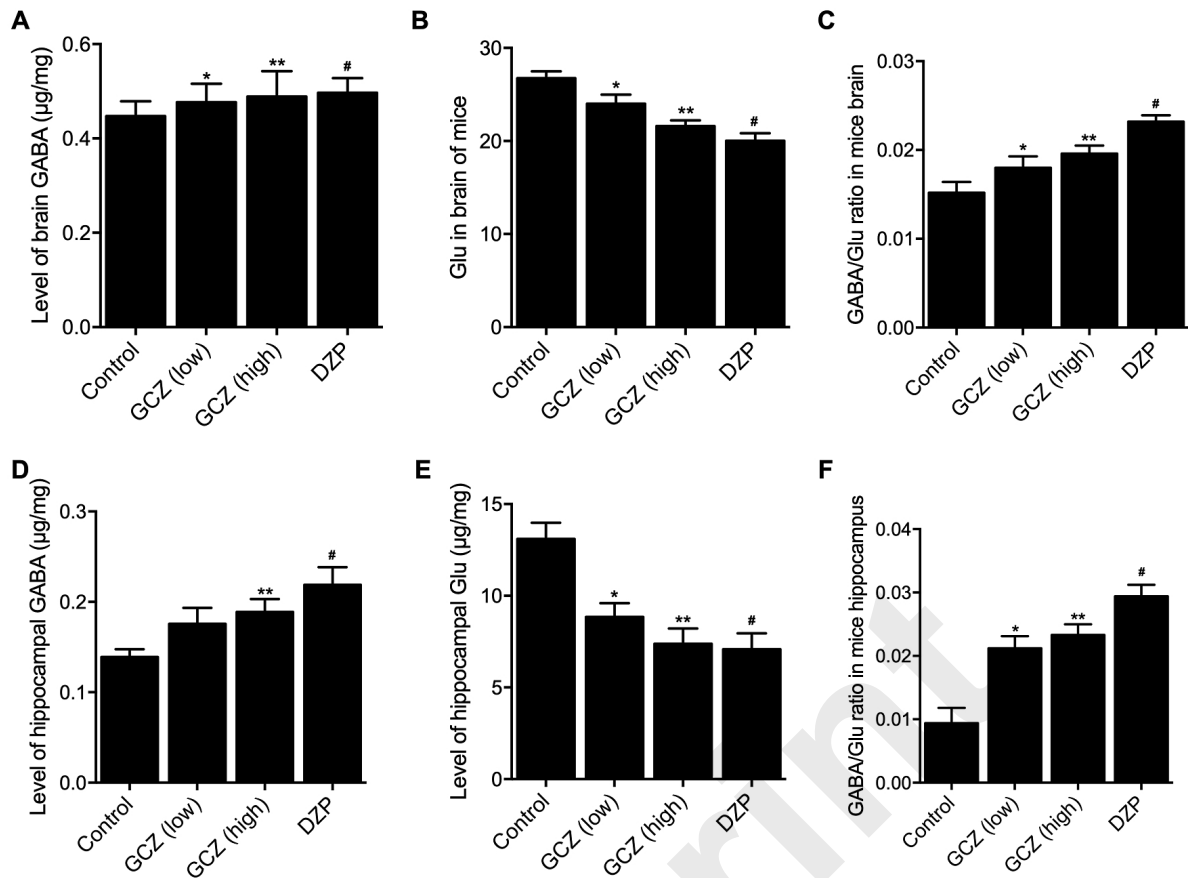 A
Level of brain GABA (µg/mg)
0.6
0.4
0.2
0.0
*
**
#
Control
GCZ (low)
GCZ (high)
DZP
B
Glu in brain of mice
30
20
10
0
*
**
#
Control
GCZ (low)
GCZ (high)
DZP
C
GABA/Glu ratio in mice brain
0.03
0.02
0.01
0.00
*
**
#
Control
GCZ (low)
GCZ (high)
DZP
D
Level of hippocampal GABA (µg/mg)
0.3
0.2
0.1
0.0
**
#
Control
GCZ (low)
GCZ (high)
DZP
E
Level of hippocampal Glu (µg/mg)
15
10
5
0
*
**
#
Control
GCZ (low)
GCZ (high)
DZP
F
GABA/Glu ratio in mice hippocampus
0.04
0.03
0.02
0.01
0.00
*
**
#
Control
GCZ (low)
GCZ (high)
DZP